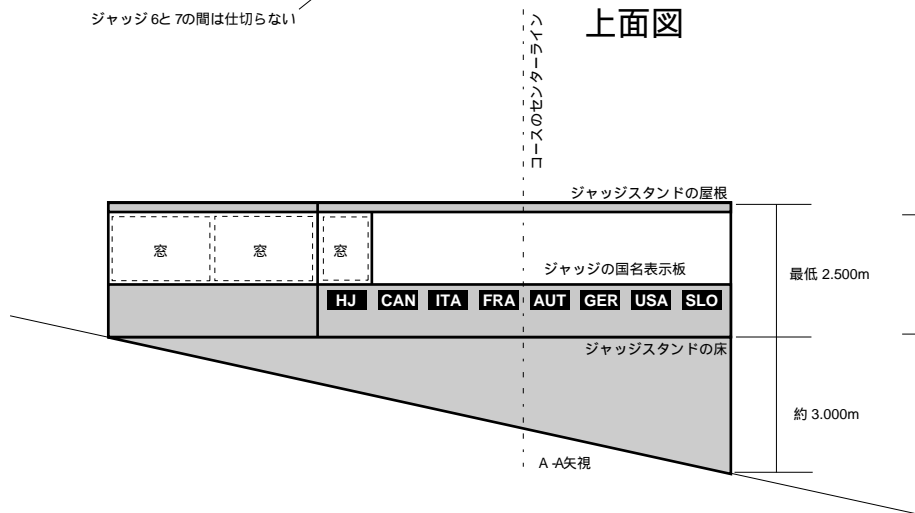 ジャッジ 6と 7の間は仕切らない
上面図
コースのセンターライン
ジャッジスタンドの屋根
窓 窓 窓
ジャッジの国名表示板
最低 2.500m
HJ CAN ITA FRA AUT GER USA SLO
ジャッジスタンドの床
約 3.000m
A-A矢視